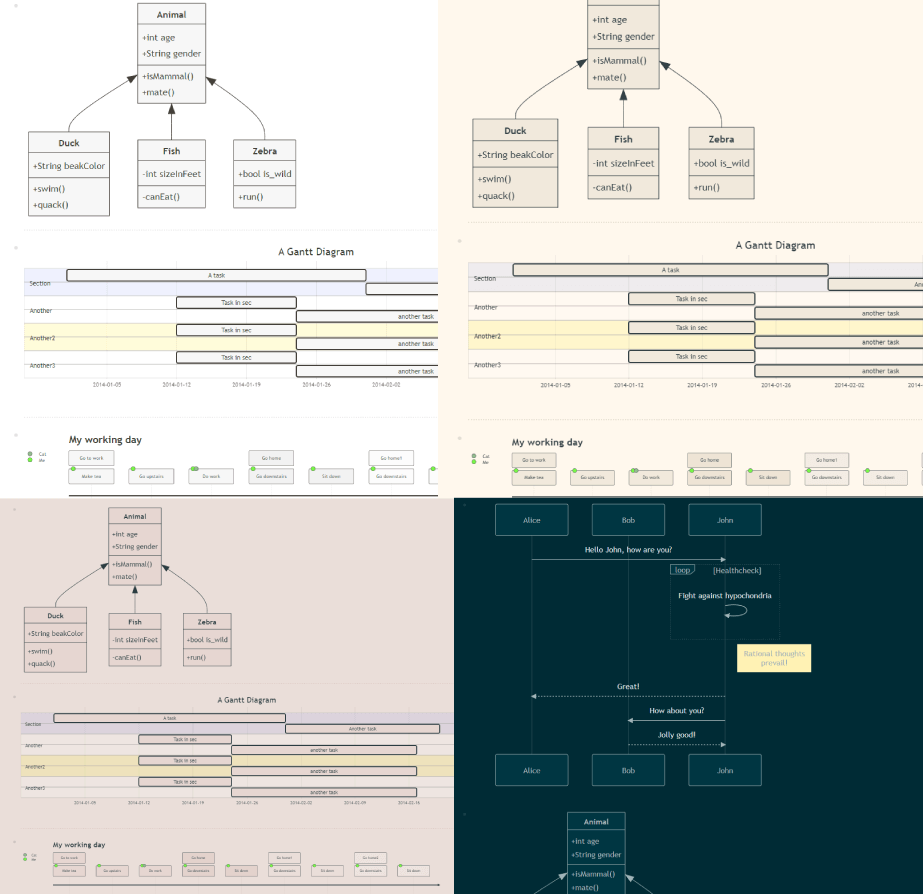 Animal
+int age
+String gender
+isMammal()
+mate()
Duck
+String beakColor
+swim()
+quack()
Fish
-int sizeInFeet
-canEat()
Zebra
+bool is_wild
+run()
A Gantt Diagram
A task
Section
Task in sec
Another
another task
Task in sec
Another2
another task
Task in sec
Another3
another task
2014-01-05 2014-01-12 2014-01-19 2014-01-26 2014-02-02
My working day
Cat
Me
Go to work Go home Go home!
Make tea Go upstairs Do work Go downstairs Sit down Go downstairs
+int age
+String gender
+isMammal()
+mate()
Duck
+String beakColor
+swim()
+quack()
Fish
-int sizeInFeet
-canEat()
Zebra
+bool is_wild
+run()
A Gantt Diagram
A task
Section
Task in sec
Another
another task
Task in sec
Another2
another task
Task in sec
Another3
another task
2014-01-05 2014-01-12 2014-01-19 2014-01-26 2014-02-02
My working day
Cat
Me
Go to work Go home Go home!
Make tea Go upstairs Do work Go downstairs Sit down Go downstairs Sit down
Animal
+int age
+String gender
+isMammal()
+mate()
Duck
+String beakColor
+swim()
+quack()
Fish
-int sizeInFeet
-canEat()
Zebra
+bool is_wild
+run()
A Gantt Diagram
A task
Section
Another task
Task in sec
Another
another task
Task in sec
Another2
another task
Task in sec
Another3
another task
2014-01-05 2014-01-12 2014-01-19 2014-01-26 2014-02-02 2014-02-09 2014-02-16
My working day
Cat
Me
Go to work Go home Go home!
Make tea Go upstairs Do work Go downstairs Sit down Go downstairs Sit down
Alice Bob John
Hello John, how are you?
loop [Healthcheck]
Fight against hypochondria
Rational thoughts
prevail!
Great!
How about you?
Jolly good!
Alice Bob John
Animal
+int age
+String gender
+isMammal()
+mate()